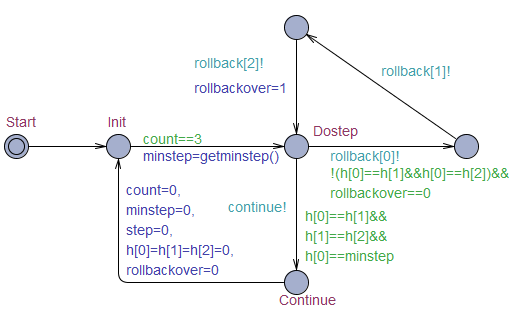 rollback[2]!
rollback[1]!
rollbackover=1
Start
Init
count==3
Dostep
minstep=getminstep()
rollback[0]!
!(h[0]==h[1]&&h[0]==h[2])&&
rollbackover==0
count=0,
minstep=0,
step=0,
h[0]=h[1]=h[2]=0,
rollbackover=0
continue!
h[0]==h[1]&&
h[1]==h[2]&&
h[0]==minstep
Continue